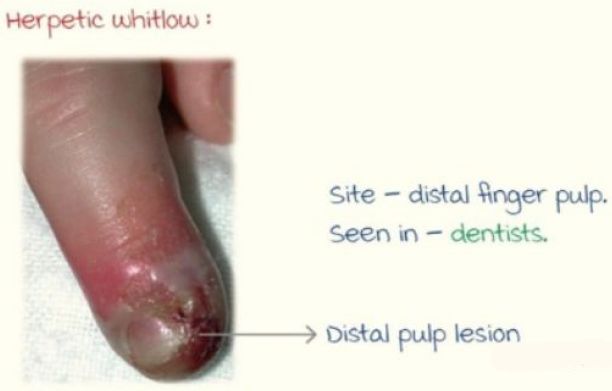 Herpetic whitlow :
Site – distal finger pulp.
Seen in – dentists.
Distal pulp lesion